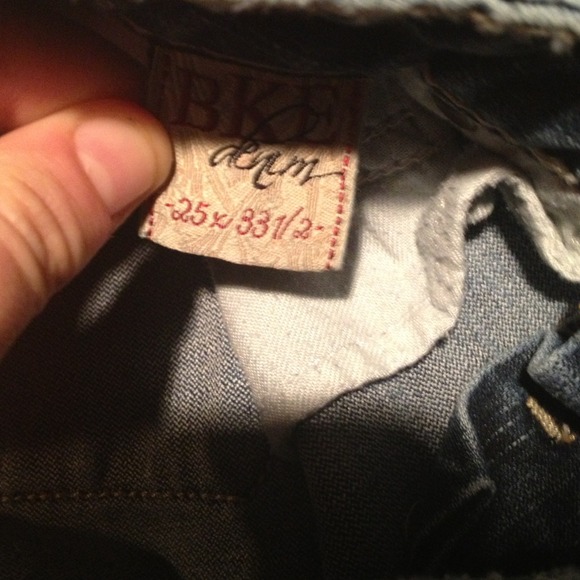 BKE
denim
-25 x 33 1/2-